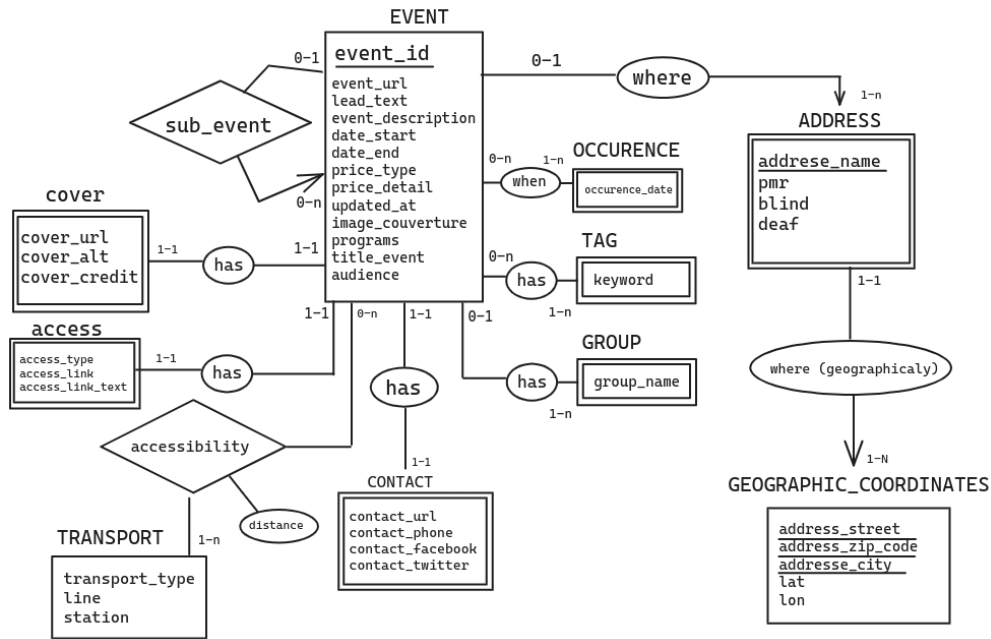 EVENT
event_id
event_url
lead_text
event_description
date_start
date_end
price_type
price_detail
updated_at
image_couverture
programs
title_event
audience
0-1
sub_event
0-n
0-1
where
1-n
ADDRESS
addrese_name
pmr
blind
deaf
0-n
when
1-n
OCCURENCE
occurence_date
cover
cover_url
cover_alt
cover_credit
1-1
has
1-1
TAG
0-n
has
1-n
keyword
access
access_type
access_link
access_link_text
1-1
has
1-1
0-n
1-1
0-1
GROUP
has
1-n
group_name
has
1-1
where (geographicaly)
1-N
GEOGRAPHIC_COORDINATES
address_street
address_zip_code
addresse_city
lat
lon
accessibility
distance
1-n
TRANSPORT
transport_type
line
station
1-1
CONTACT
contact_url
contact_phone
contact_facebook
contact_twitter